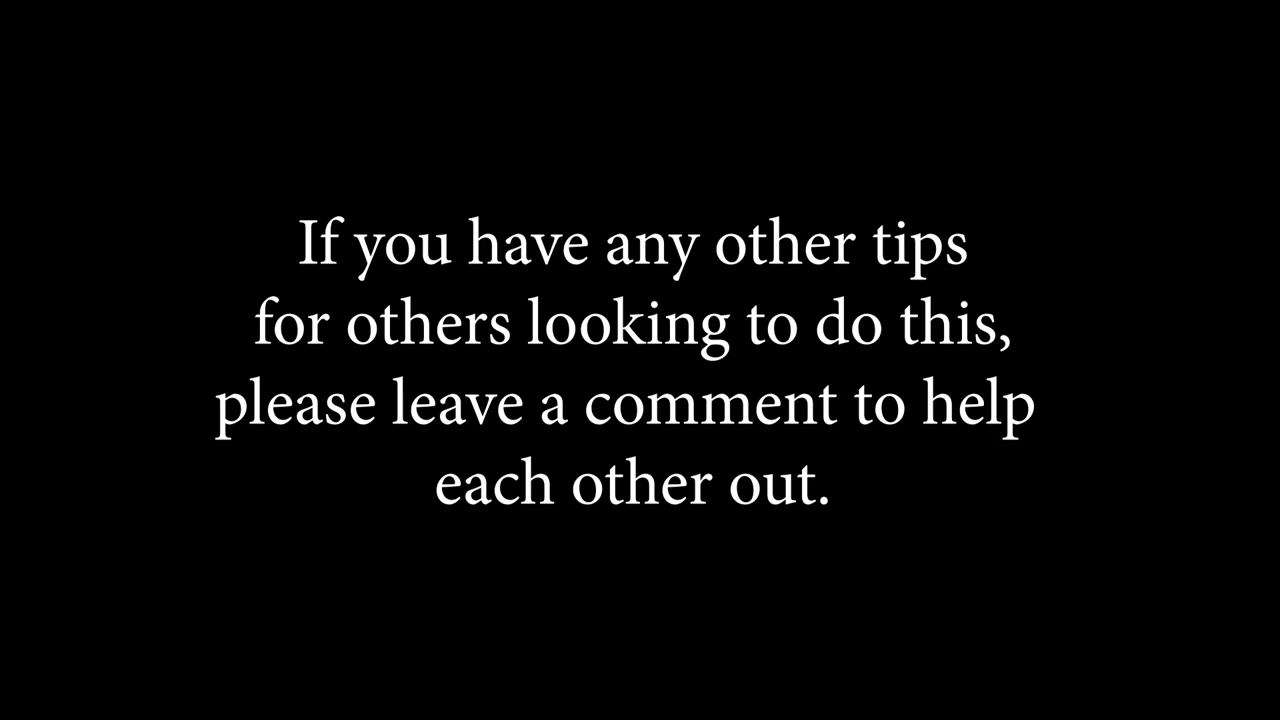 If you have any other tips
for others looking to do this,
please leave a comment to help
each other out.